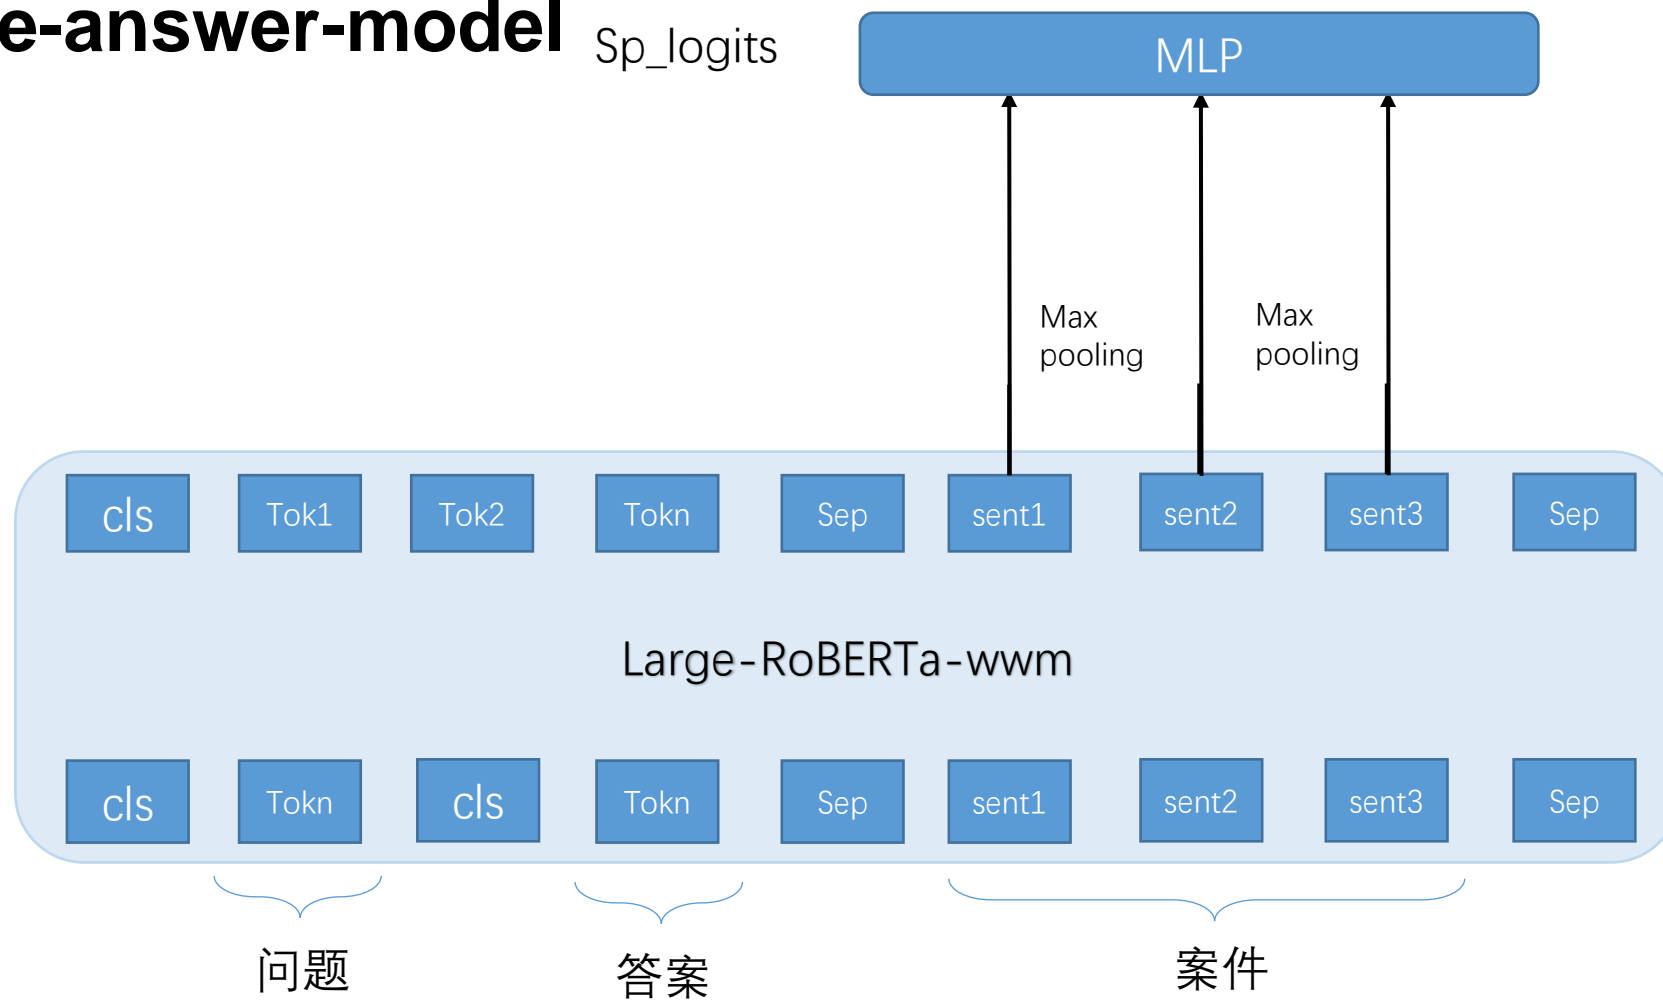 e-answer-model
Sp_logits
MLP
Max
pooling
Max
pooling
cls
Tok1
Tok2
Tokn
Sep
sent1
sent2
sent3
Sep
Large-RoBERTa-wwm
cls
Tokn
cls
Tokn
Sep
sent1
sent2
sent3
Sep
问题
答案
案件